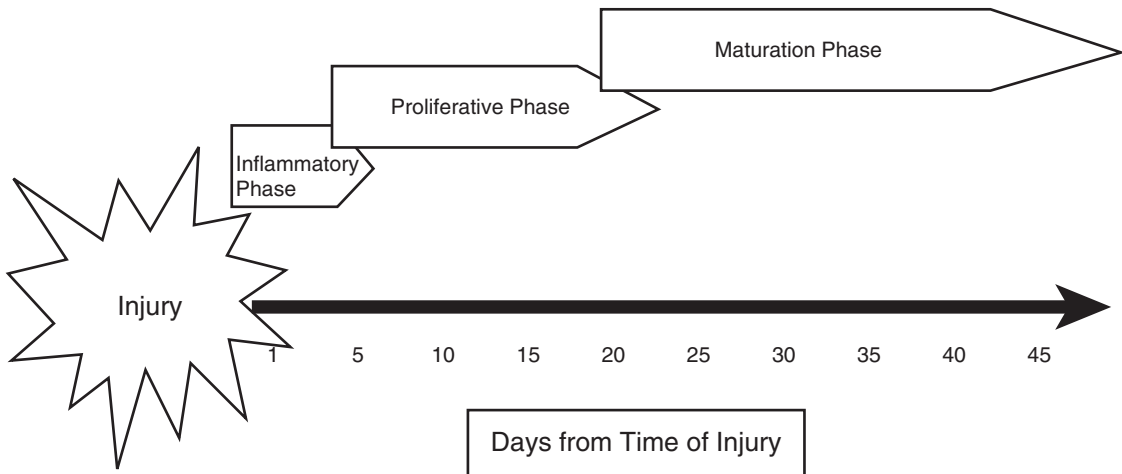 Maturation Phase
Proliferative Phase
Inflammatory
Phase
Injury
1 5 10 15 20 25 30 35 40 45
Days from Time of Injury